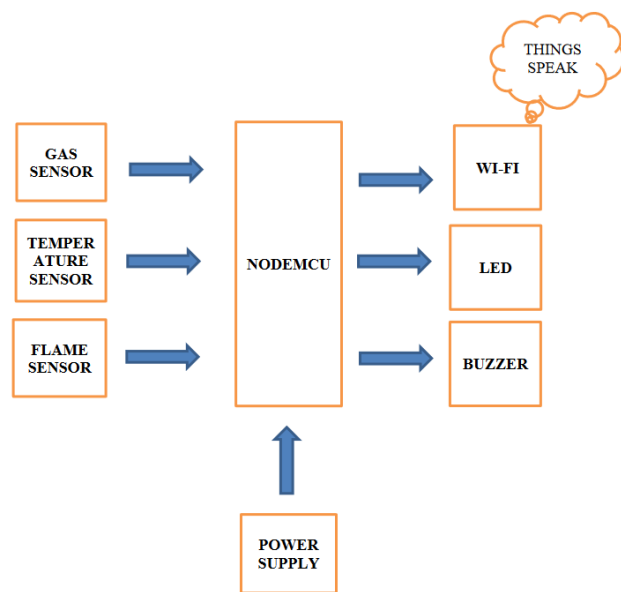 THINGS
SPEAK
GAS
SENSOR
WI-FI
TEMPER
ATURE
SENSOR
NODEMCU
LED
FLAME
SENSOR
BUZZER
POWER
SUPPLY